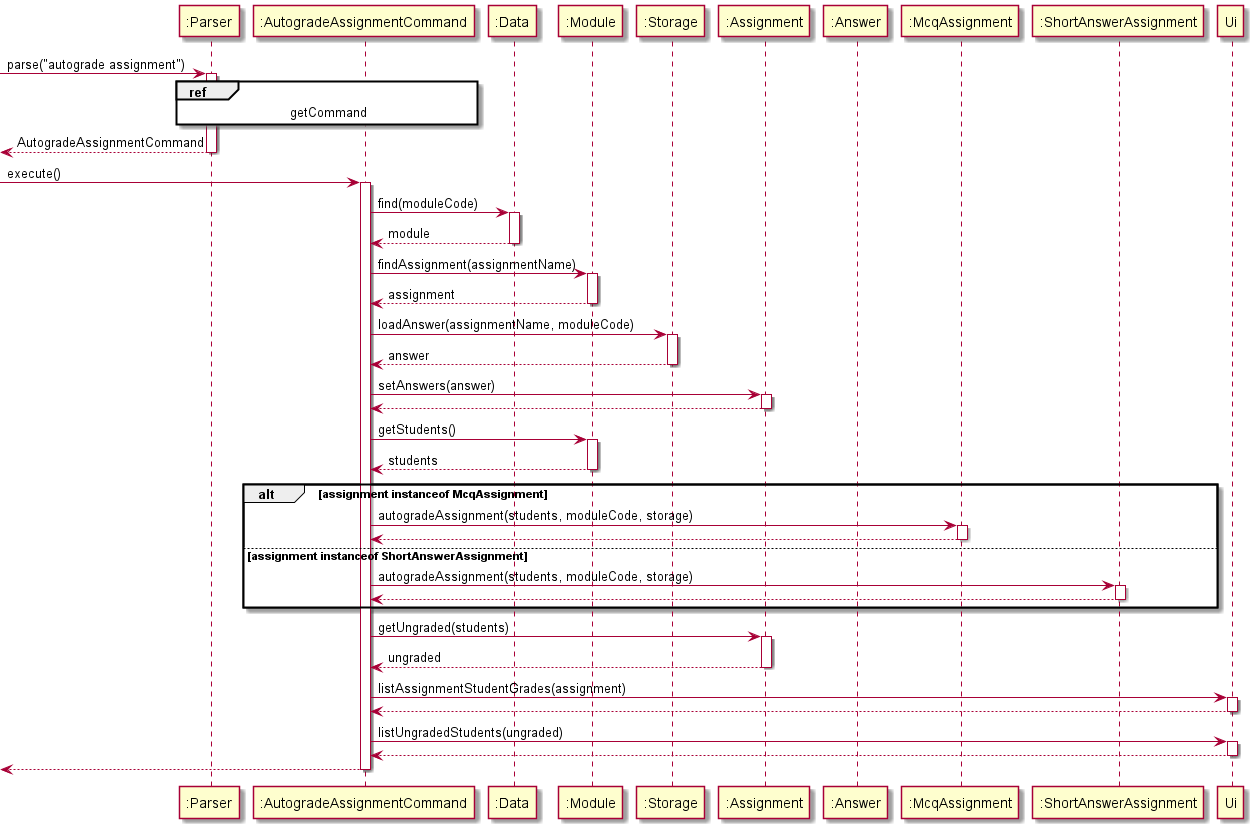 :Parser :AutogradeAssignmentCommand :Data :Module :Storage :Assignment :Answer :McqAssignment :ShortAnswerAssignment Ui
parse("autograde assignment")
ref
getCommand
AutogradeAssignmentCommand
execute()
find(moduleCode)
module
findAssignment(assignmentName)
assignment
loadAnswer(assignmentName, moduleCode)
answer
setAnswers(answer)
getStudents()
students
alt [assignment instanceof McqAssignment]
autogradeAssignment(students, moduleCode, storage)
[assignment instanceof ShortAnswerAssignment]
autogradeAssignment(students, moduleCode, storage)
getUngraded(students)
ungraded
listAssignmentStudentGrades(assignment)
listUngradedStudents(ungraded)
:Parser :AutogradeAssignmentCommand :Data :Module :Storage :Assignment :Answer :McqAssignment :ShortAnswerAssignment Ui